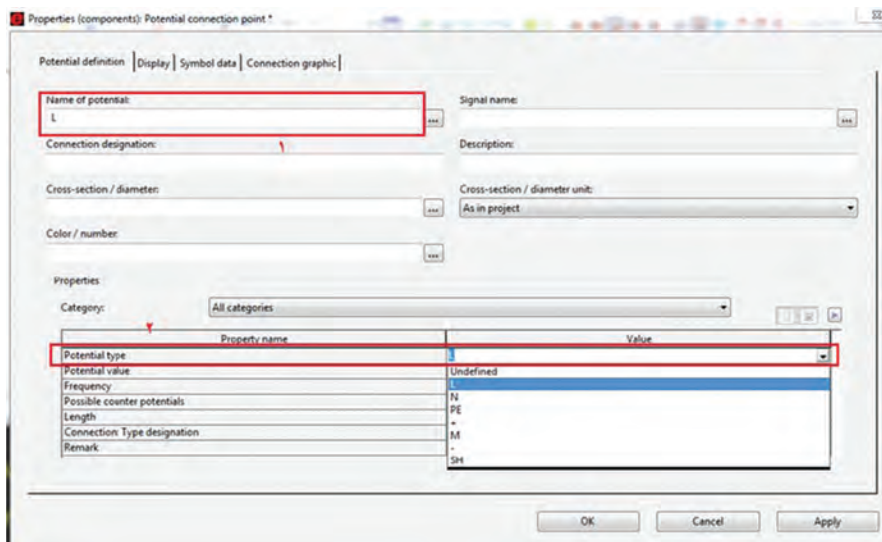 Properties (components): Potential connection point *
Potential definition Display Symbol data Connection graphic
Name of potential: Signal name:
L ... ...
Connection designation: ۱ Description:
Cross-section / diameter: Cross-section / diameter unit:
... As in project
Color / number:
...
Properties
Category: All categories
۲
Property name Value
Potential type L
Potential value Undefined
Frequency L
Possible counter potentials N
Length PE
Connection: Type designation +
Remark M
-
SH
OK Cancel Apply